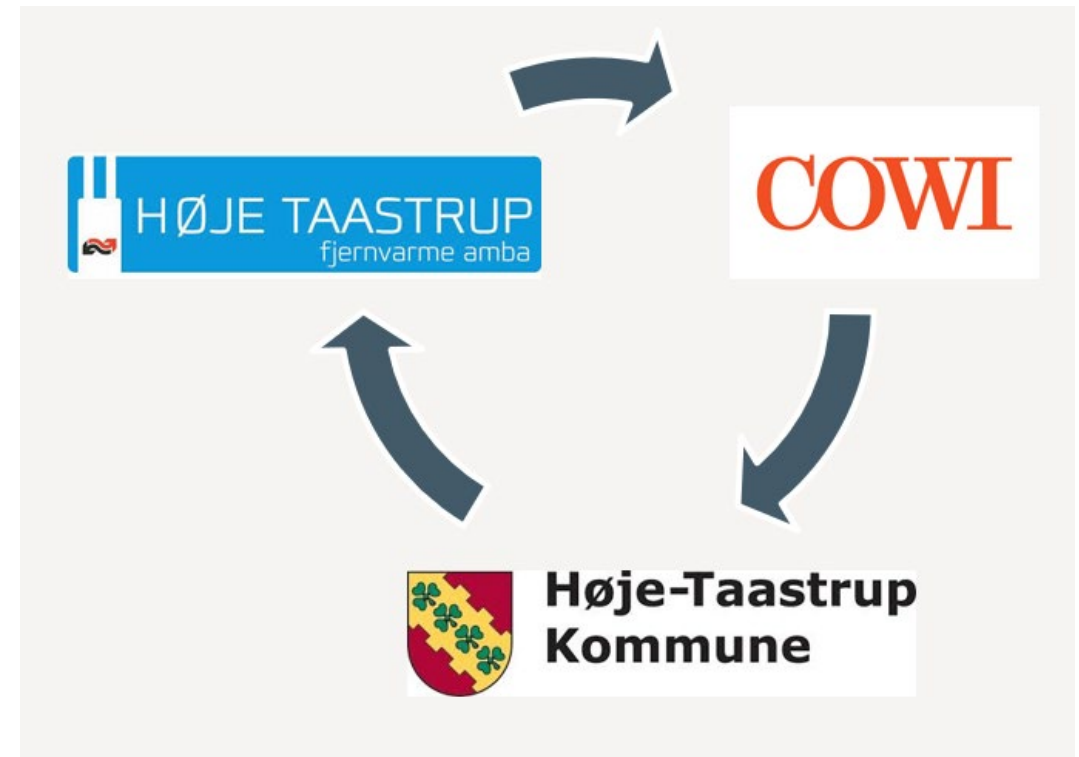 HØJE TAASTRUP
fjernvarme amba
COWI
Høje-Taastrup
Kommune